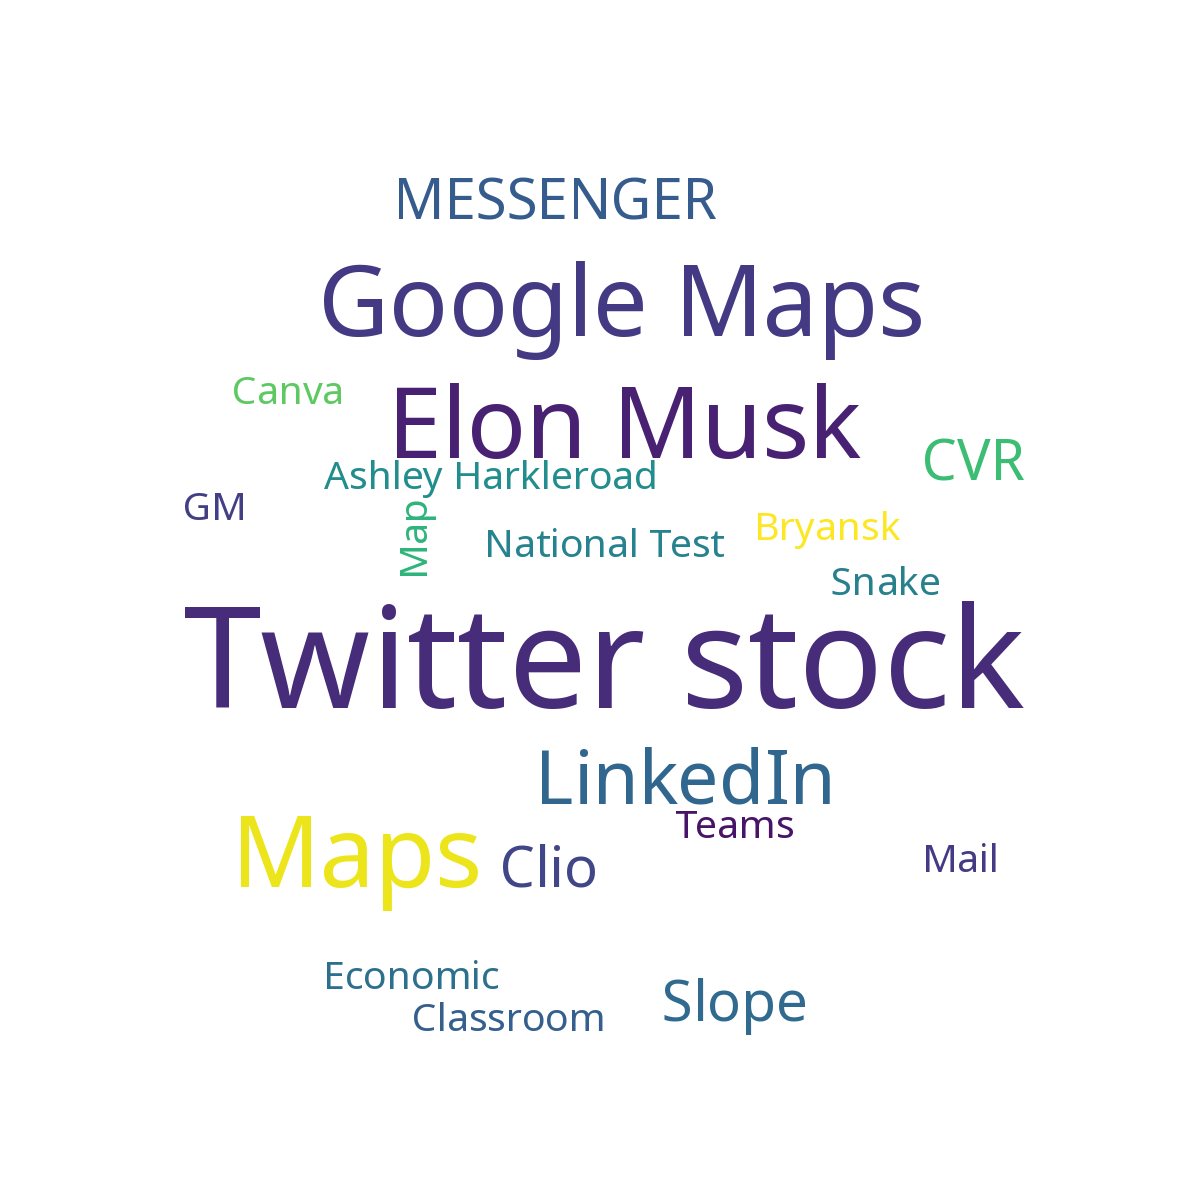 MESSENGER
Google Maps
Canva
Elon Musk
CVR
Ashley Harkleroad
GM
Map
National Test
Bryansk
Snake
Twitter stock
LinkedIn
Teams
Maps
Clio
Mail
Economic
Slope
Classroom